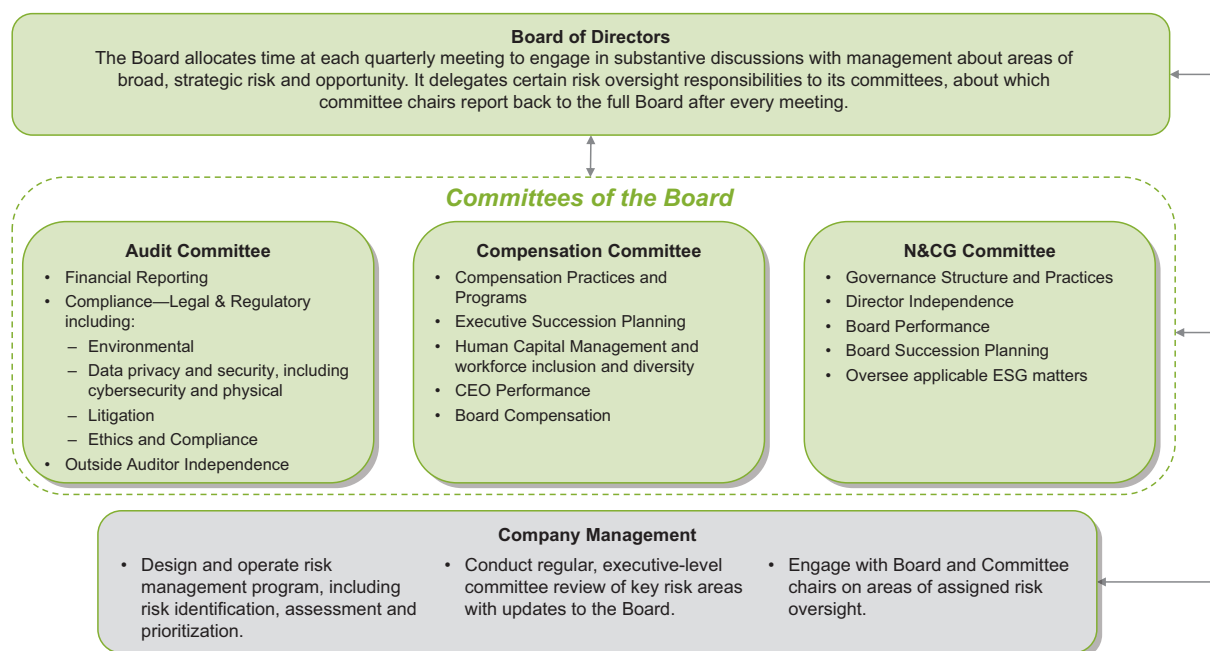 Board of Directors
The Board allocates time at each quarterly meeting to engage in substantive discussions with management about areas of
broad, strategic risk and opportunity. It delegates certain risk oversight responsibilities to its committees, about which
committee chairs report back to the full Board after every meeting.
Committees of the Board
Audit Committee
• Financial Reporting
• Compliance—Legal & Regulatory
including:
– Environmental
– Data privacy and security, including
cybersecurity and physical
– Litigation
– Ethics and Compliance
• Outside Auditor Independence
Compensation Committee
• Compensation Practices and
Programs
• Executive Succession Planning
• Human Capital Management and
workforce inclusion and diversity
• CEO Performance
• Board Compensation
N&CG Committee
• Governance Structure and Practices
• Director Independence
• Board Performance
• Board Succession Planning
• Oversee applicable ESG matters
Company Management
• Design and operate risk
management program, including
risk identification, assessment and
prioritization.
• Conduct regular, executive-level
committee review of key risk areas
with updates to the Board.
• Engage with Board and Committee
chairs on areas of assigned risk
oversight.